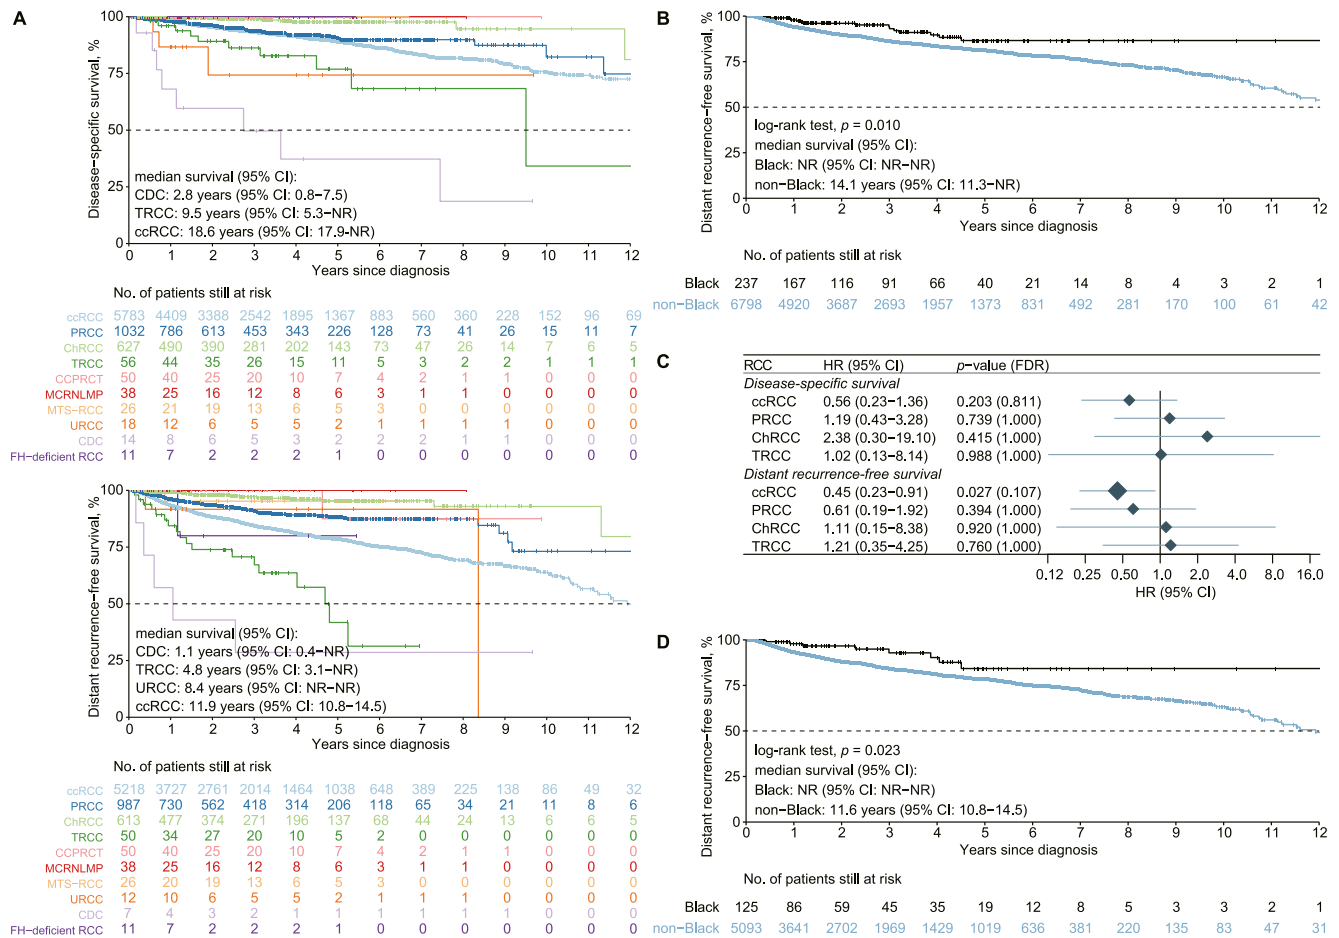 A
Disease−specific survival, %
100
75
50
25
0
median survival (95% CI):
CDC: 2.8 years (95% CI: 0.8−7.5)
TRCC: 9.5 years (95% CI: 5.3−NR)
ccRCC: 18.6 years (95% CI: 17.9-NR)
0 1 2 3 4 5 6 7 8 9 10 11 12
Years since diagnosis
No. of patients still at risk
ccRCC 5783 4409 3388 2542 1895 1367 883 560 360 228 152 96 69
PRCC 1032 786 613 453 343 226 128 73 41 26 15 11 7
ChRCC 627 490 390 281 202 143 73 47 26 14 7 6 5
TRCC 56 44 35 26 15 11 5 3 2 2 1 1 1
CCPRCT 50 40 25 20 10 7 4 2 1 1 0 0 0
MCRNLMP 38 25 16 12 8 6 3 1 1 0 0 0 0
MTS−RCC 26 21 19 13 6 5 3 0 0 0 0 0 0
URCC 18 12 6 5 5 2 1 1 1 1 0 0 0
CDC 14 8 6 5 3 2 2 2 1 1 0 0 0
FH−deficient RCC 11 7 2 2 2 1 0 0 0 0 0 0 0
Distant recurrence−free survival, %
100
75
50
25
0
median survival (95% CI):
CDC: 1.1 years (95% CI: 0.4−NR)
TRCC: 4.8 years (95% CI: 3.1−NR)
URCC: 8.4 years (95% CI: NR−NR)
ccRCC: 11.9 years (95% CI: 10.8−14.5)
0 1 2 3 4 5 6 7 8 9 10 11 12
Years since diagnosis
No. of patients still at risk
ccRCC 5218 3727 2761 2014 1464 1038 648 389 225 138 86 49 32
PRCC 987 730 562 418 314 206 118 65 34 21 11 8 6
ChRCC 613 477 374 271 196 137 68 44 24 13 6 6 5
TRCC 50 34 27 20 10 5 2 0 0 0 0 0 0
CCPRCT 50 40 25 20 10 7 4 2 1 1 0 0 0
MCRNLMP 38 25 16 12 8 6 3 1 1 0 0 0 0
MTS−RCC 26 20 19 13 6 5 3 0 0 0 0 0 0
URCC 12 10 6 5 5 2 1 1 1 0 0 0 0
CDC 7 4 3 2 1 1 1 1 1 1 0 0 0
FH−deficient RCC 11 7 2 2 2 1 0 0 0 0 0 0 0
B
Distant recurrence−free survival, %
100
75
50
25
0
log−rank test, p = 0.010
median survival (95% CI):
Black: NR (95% CI: NR−NR)
non−Black: 14.1 years (95% CI: 11.3−NR)
0 1 2 3 4 5 6 7 8 9 10 11 12
Years since diagnosis
No. of patients still at risk
Black 237 167 116 91 66 40 21 14 8 4 3 2 1
non−Black 6798 4920 3687 2693 1957 1373 831 492 281 170 100 61 42
C
RCC HR (95% CI) p−value (FDR)
Disease−specific survival
ccRCC 0.56 (0.23−1.36) 0.203 (0.811)
PRCC 1.19 (0.43−3.28) 0.739 (1.000)
ChRCC 2.38 (0.30−19.10) 0.415 (1.000)
TRCC 1.02 (0.13−8.14) 0.988 (1.000)
Distant recurrence−free survival
ccRCC 0.45 (0.23−0.91) 0.027 (0.107)
PRCC 0.61 (0.19−1.92) 0.394 (1.000)
ChRCC 1.11 (0.15−8.38) 0.920 (1.000)
TRCC 1.21 (0.35−4.25) 0.760 (1.000)
0.12 0.25 0.50 1.0 2.0 4.0 8.0 16.0
HR (95% CI)
D
Distant recurrence−free survival, %
100
75
50
25
0
log−rank test, p = 0.023
median survival (95% CI):
Black: NR (95% CI: NR−NR)
non−Black: 11.6 years (95% CI: 10.8−14.5)
0 1 2 3 4 5 6 7 8 9 10 11 12
Years since diagnosis
No. of patients still at risk
Black 125 86 59 45 35 19 12 8 5 3 3 2 1
non−Black 5093 3641 2702 1969 1429 1019 636 381 220 135 83 47 31